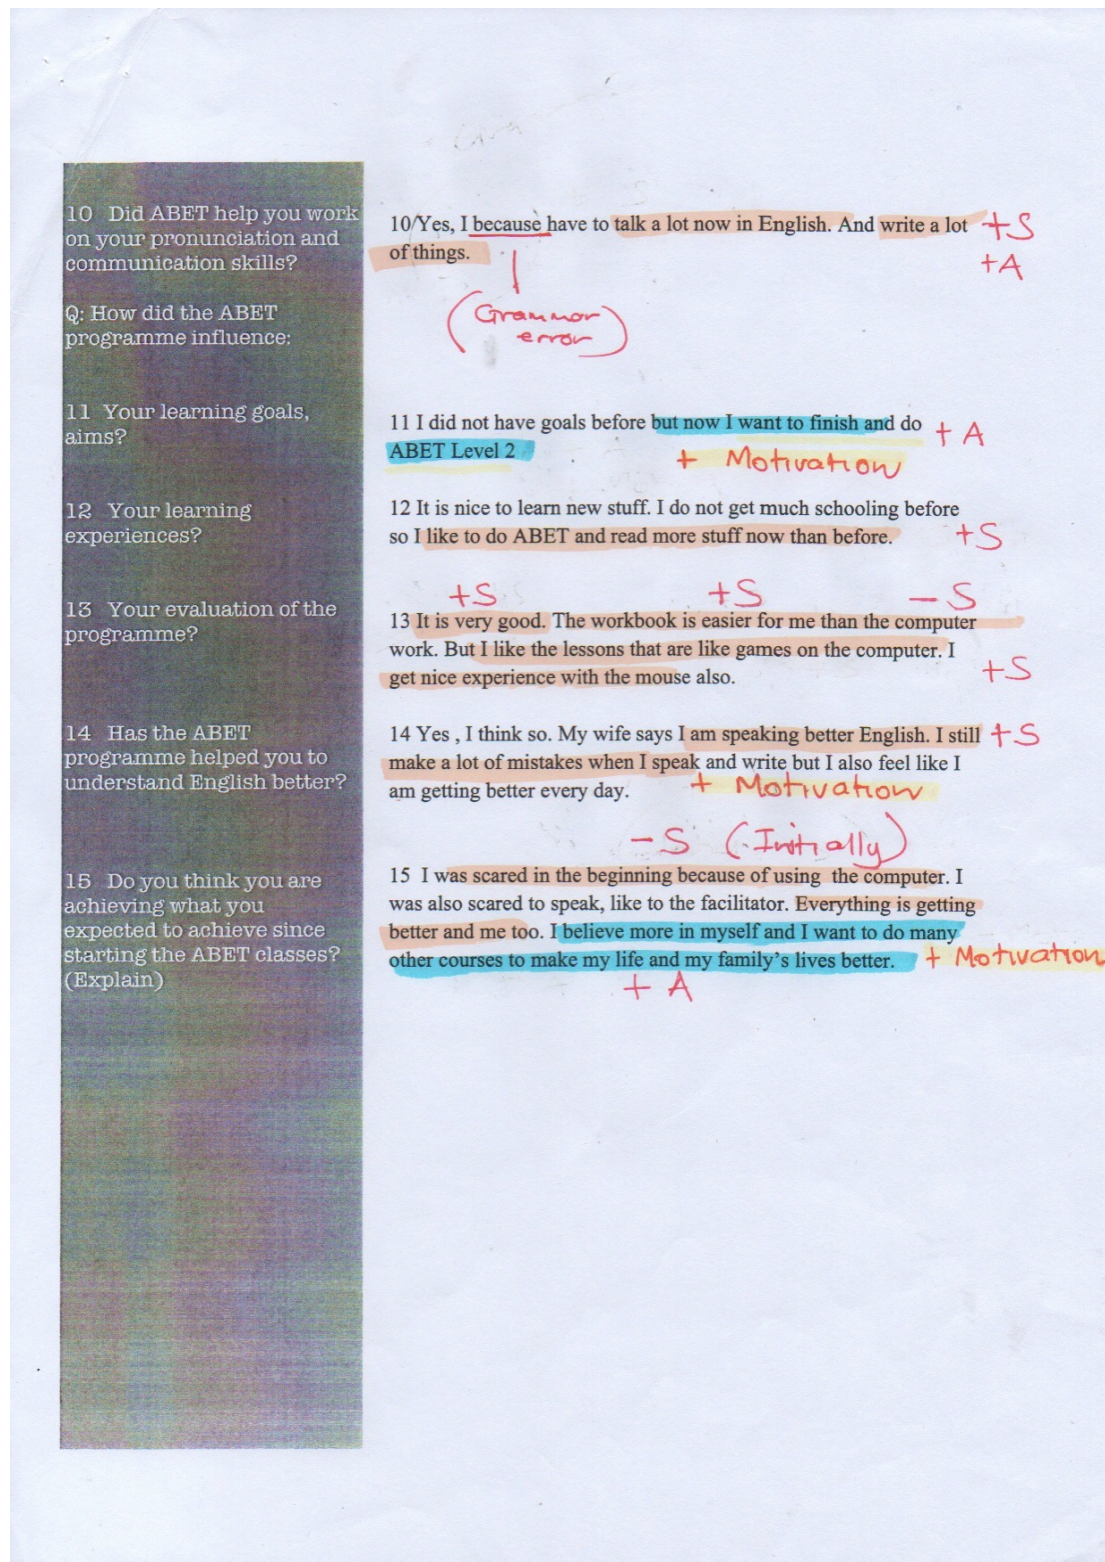 10 Did ABET help you work
on your pronunciation and
communication skills?
10/Yes, I because have to talk a lot now in English. And write a lot
of things.
+S
+A
(Grammor
error)
Q: How did the ABET
programme influence:
11 Your learning goals,
aims?
11 I did not have goals before but now I want to finish and do
ABET Level 2
+ A
+ Motivation
12 Your learning
experiences?
12 It is nice to learn new stuff. I do not get much schooling before
so I like to do ABET and read more stuff now than before.
+S
13 Your evaluation of the
programme?
+S +S -S
13 It is very good. The workbook is easier for me than the computer
work. But I like the lessons that are like games on the computer. I
get nice experience with the mouse also.
+S
14 Has the ABET
programme helped you to
understand English better?
14 Yes , I think so. My wife says I am speaking better English. I still
make a lot of mistakes when I speak and write but I also feel like I
am getting better every day.
+S
+ Motivation
-S (Initially)
15 Do you think you are
achieving what you
expected to achieve since
starting the ABET classes?
(Explain)
15 I was scared in the beginning because of using the computer. I
was also scared to speak, like to the facilitator. Everything is getting
better and me too. I believe more in myself and I want to do many
other courses to make my life and my family's lives better.
+ Motivation
+ A